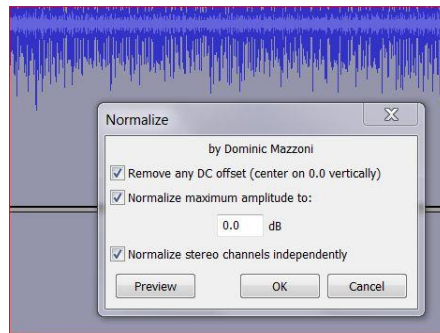 Normalize
by Dominic Mazzoni
Remove any DC offset (center on 0.0 vertically)
Normalize maximum amplitude to:
0.0 dB
Normalize stereo channels independently
Preview OK Cancel